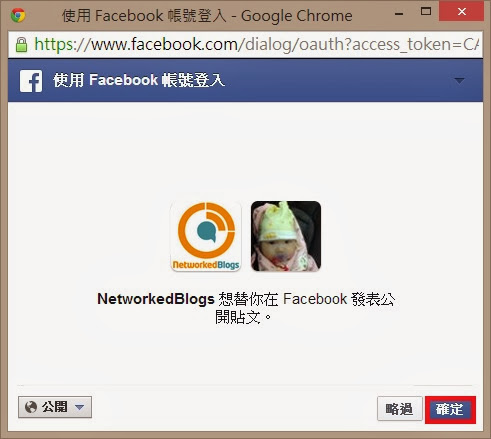 使用 Facebook 帳號登入 - Google Chrome
https://www.facebook.com/dialog/oauth?access_token=CA
f 使用 Facebook 帳號登入
NetworkedBlogs
NetworkedBlogs 想替你在 Facebook 發表公
開貼文。
公開 略過 確定